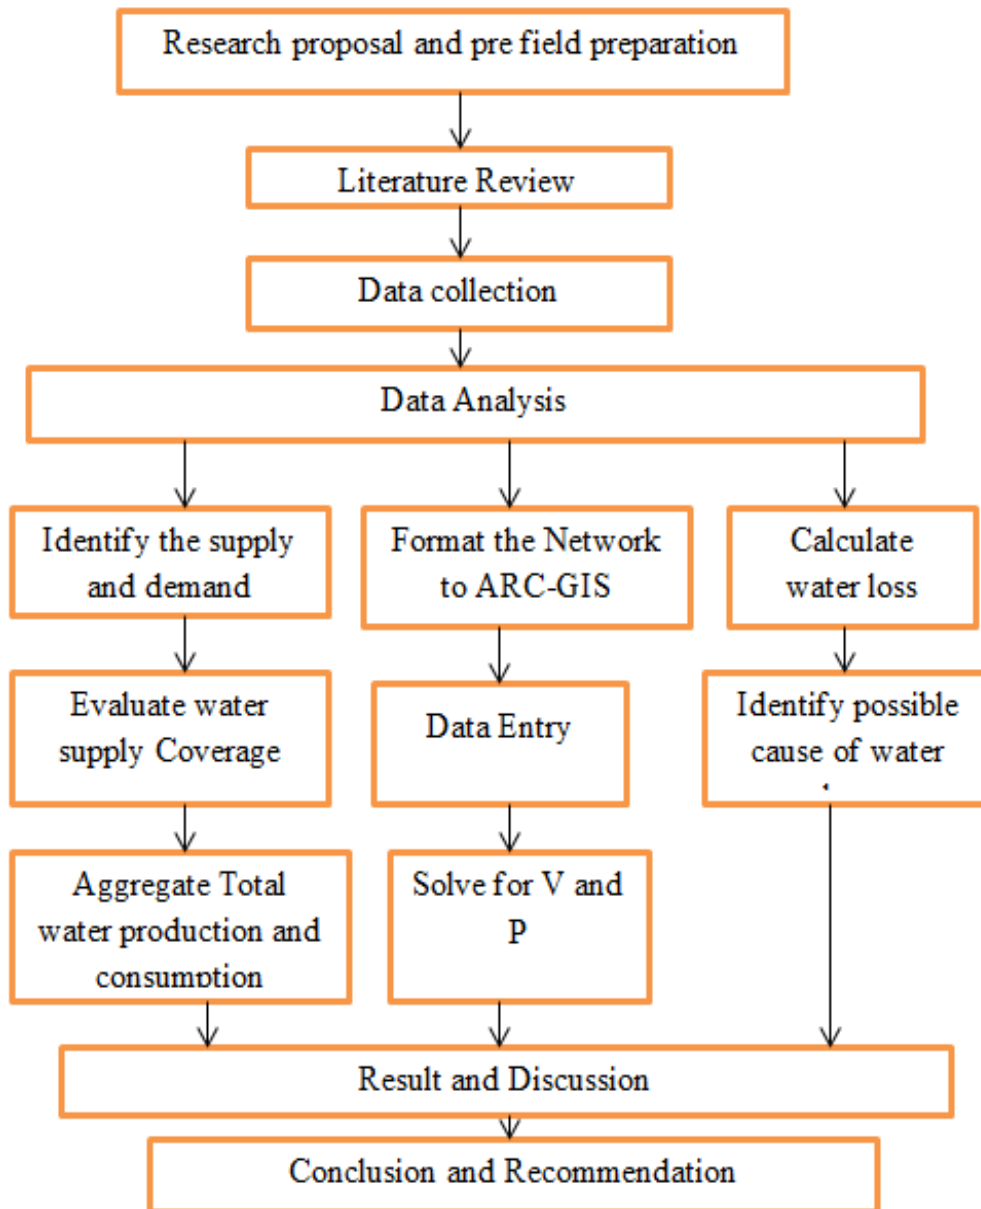 Research proposal and pre field preparation
Literature Review
Data collection
Data Analysis
Identify the supply
and demand
Format the Network
to ARC-GIS
Calculate
water loss
Evaluate water
supply Coverage
Data Entry
Identify possible
cause of water
Aggregate Total
water production and
consumption
Solve for V and
P
Result and Discussion
Conclusion and Recommendation